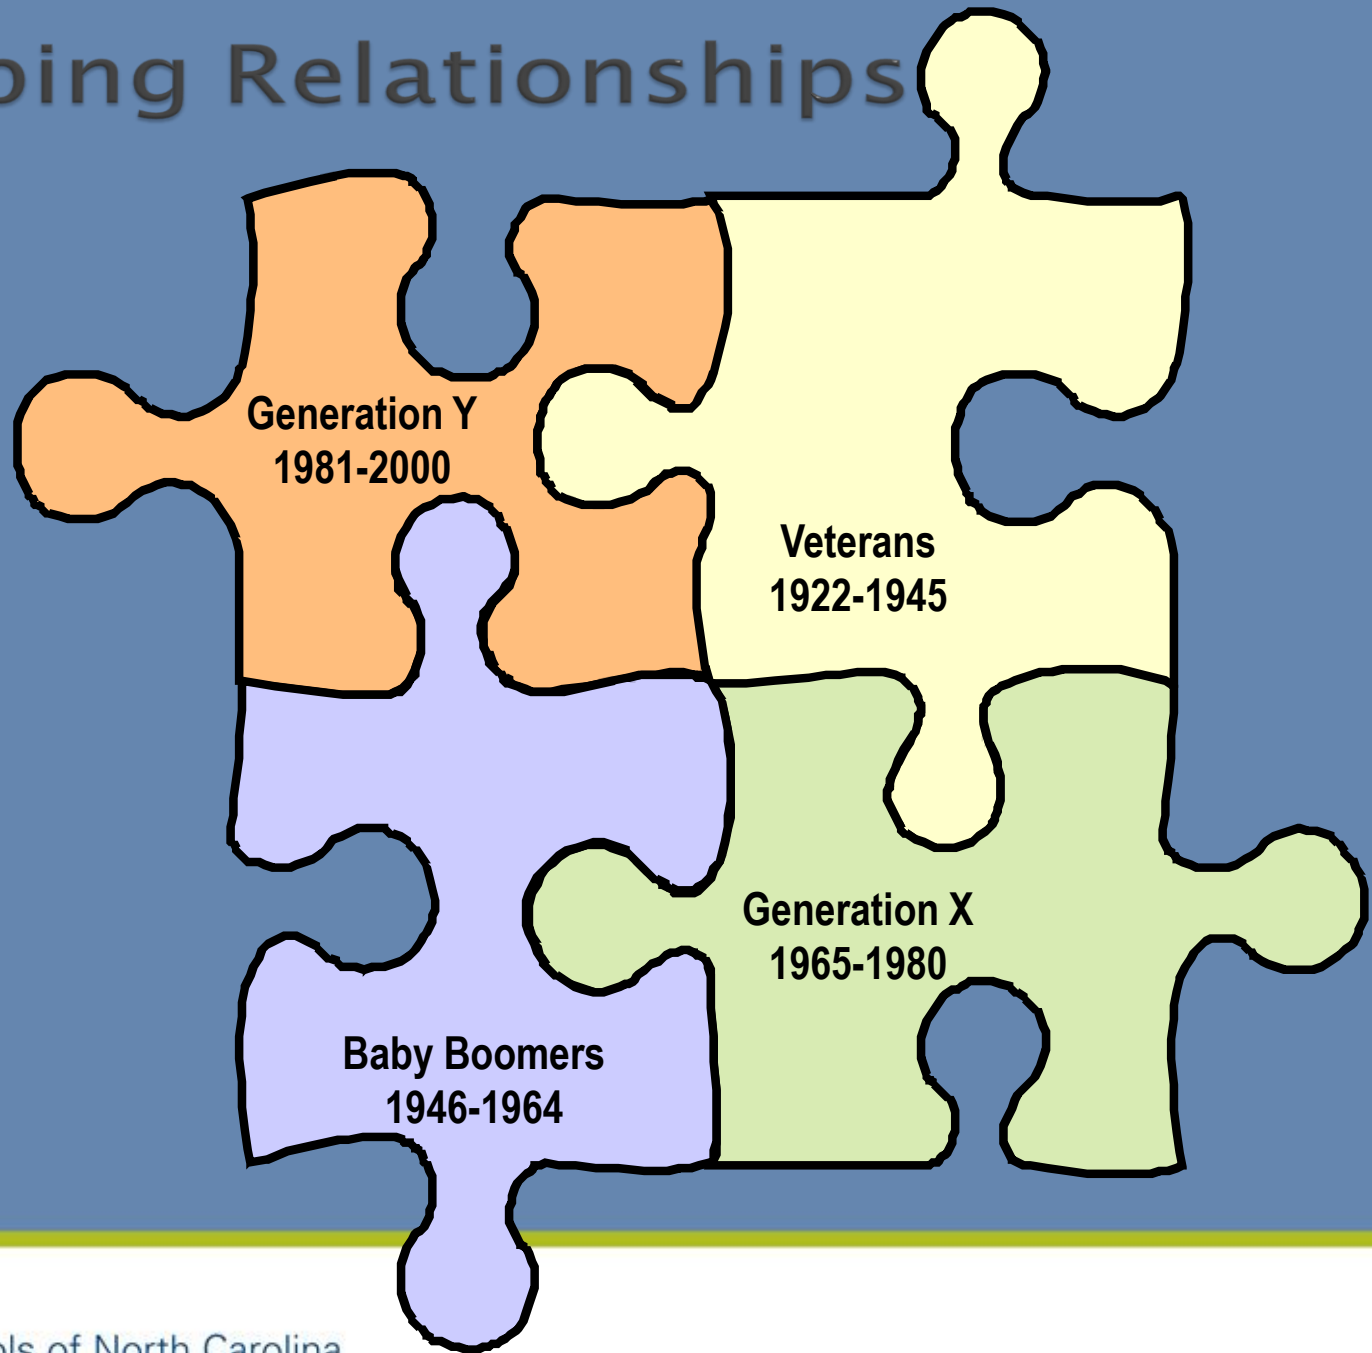 ping Relationships
Generation Y
1981-2000
Veterans
1922-1945
Generation X
1965-1980
Baby Boomers
1946-1964
ols of North Carolina